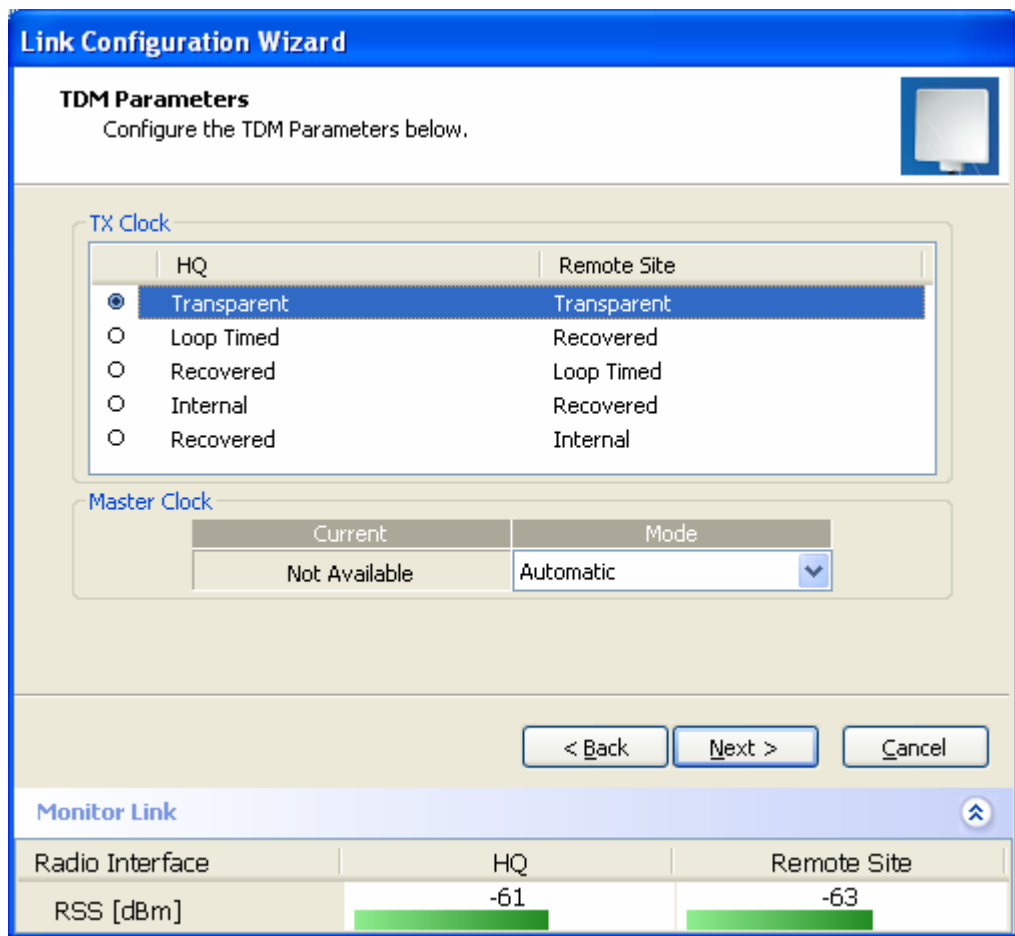 Link Configuration Wizard
TDM Parameters
Configure the TDM Parameters below.
TX Clock
HQ Remote Site
Transparent Transparent
Loop Timed Recovered
Recovered Loop Timed
Internal Recovered
Recovered Internal
Master Clock
Current Mode
Not Available Automatic
< Back Next > Cancel
Monitor Link
Radio Interface HQ Remote Site
RSS [dBm] -61 -63